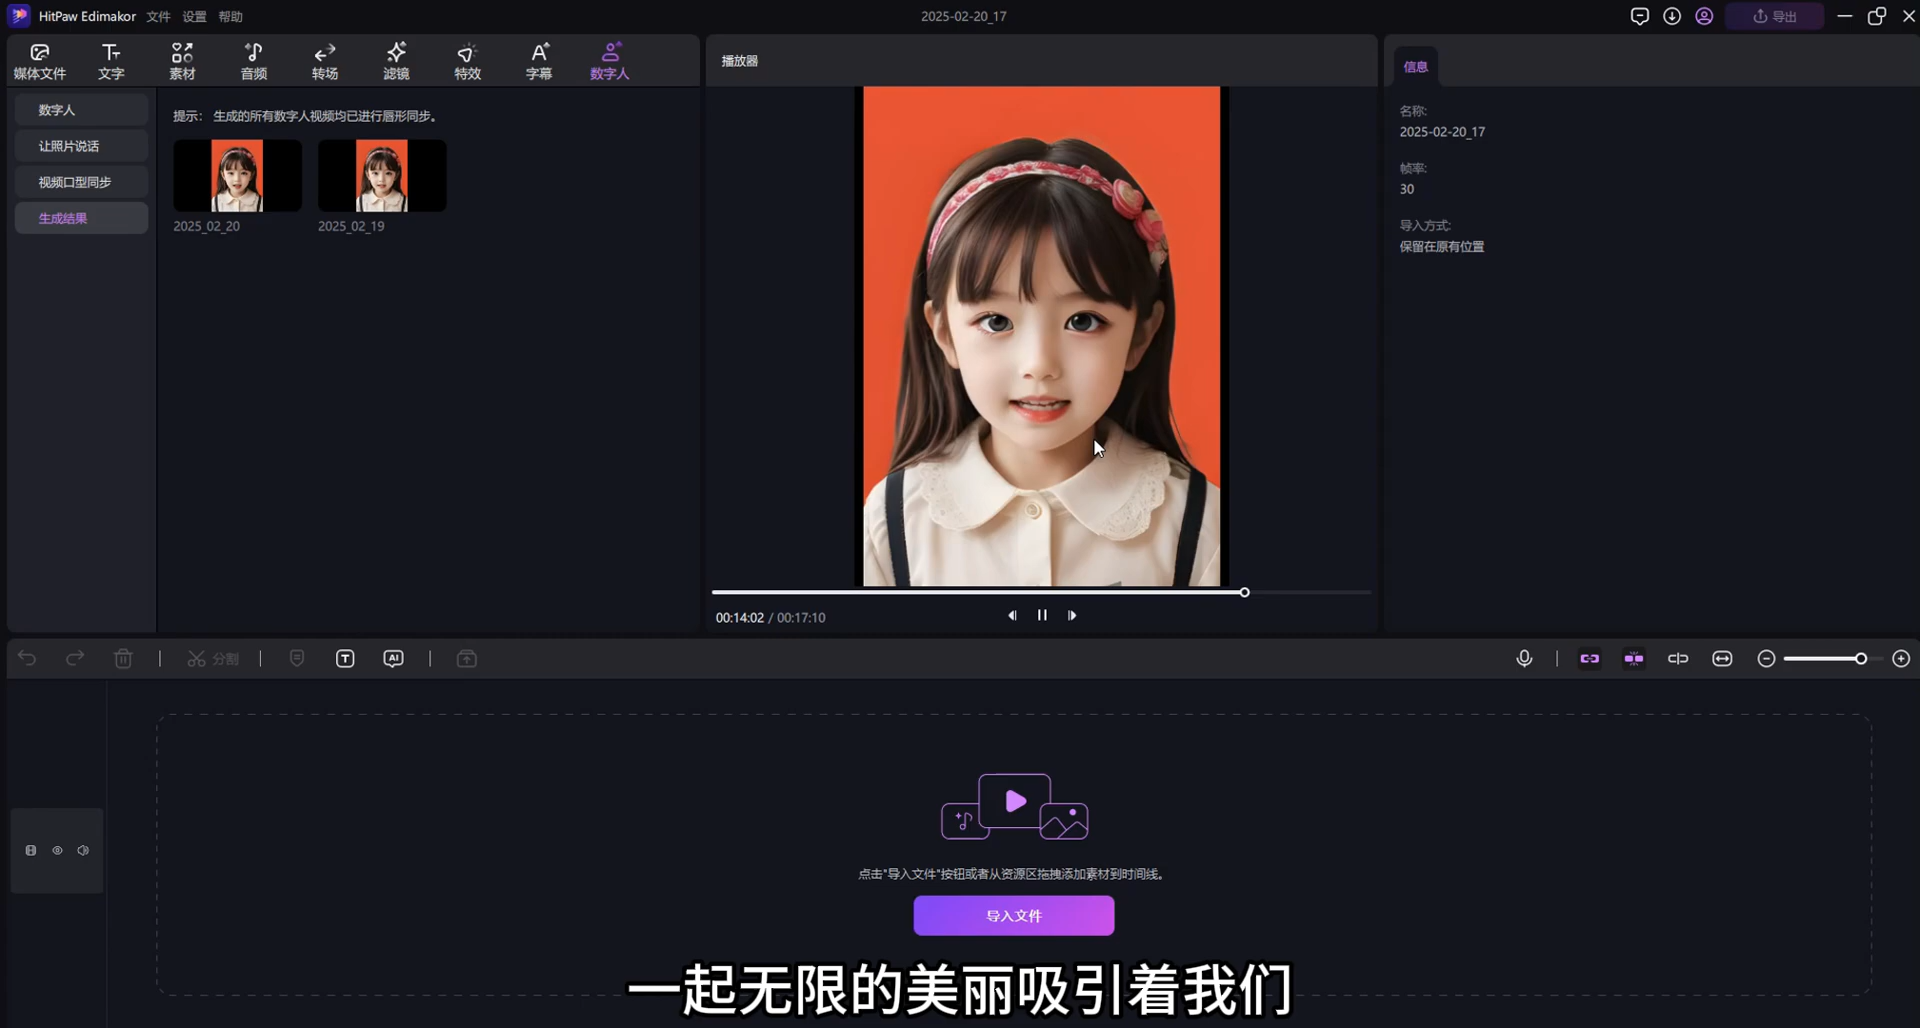 HitPaw Edimakor 文件 设置 帮助
2025-02-20_17
导出
媒体文件 文字 素材 音频 转场 滤镜 特效 字幕 数字人
数字人
让照片说话
视频口型同步
生成结果
提示: 生成的所有数字人视频均已进行唇形同步。
2025_02_20
2025_02_19
播放器
00:14:02 / 00:17:10
信息
名称:
2025-02-20_17
帧率:
30
导入方式:
保留在原有位置
分割
T
AI
点击"导入文件"按钮或者从资源区拖拽添加素材到时间线。
导入文件
一起无限的美丽吸引着我们